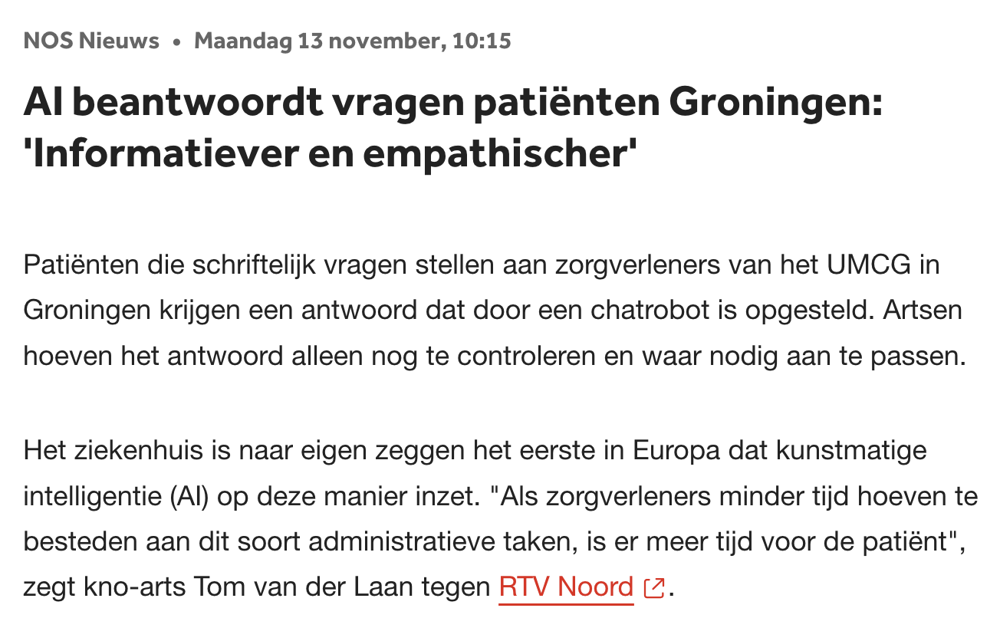 NOS Nieuws • Maandag 13 november, 10:15
AI beantwoordt vragen patiënten Groningen:
'Informatiever en empathischer'
Patiënten die schriftelijk vragen stellen aan zorgverleners van het UMCG in
Groningen krijgen een antwoord dat door een chatrobot is opgesteld. Artsen
hoeven het antwoord alleen nog te controleren en waar nodig aan te passen.
Het ziekenhuis is naar eigen zeggen het eerste in Europa dat kunstmatige
intelligentie (AI) op deze manier inzet. "Als zorgverleners minder tijd hoeven te
besteden aan dit soort administratieve taken, is er meer tijd voor de patiënt",
zegt kno-arts Tom van der Laan tegen RTV Noord.